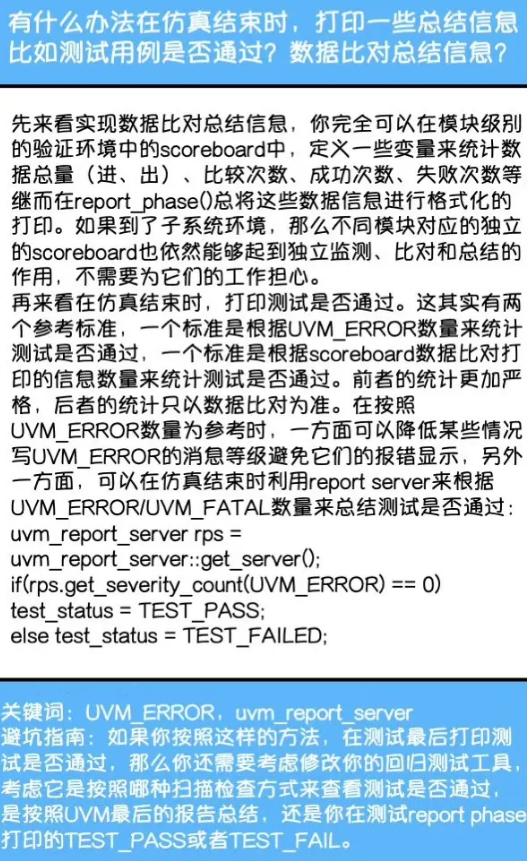 有什么办法在仿真结束时，打印一些总结信息
比如测试用例是否通过？数据比对总结信息？
先来看实现数据比对总结信息，你完全可以在模块级别
的验证环境中的scoreboard中，定义一些变量来统计数
据总量（进、出）、比较次数、成功次数、失败次数等
继而在report_phase()总将这些数据信息进行格式化的
打印。如果到了子系统环境，那么不同模块对应的独立
的scoreboard也依然能够起到独立监测、比对和总结的
作用，不需要为它们的工作担心。
再来看在仿真结束时，打印测试是否通过。这其实有两
个参考标准，一个标准是根据UVM_ERROR数量来统计
测试是否通过，一个标准是根据scoreboard数据比对打
印的信息数量来统计测试是否通过。前者的统计更加严
格，后者的统计只以数据比对为准。在按照
UVM_ERROR数量为参考时，一方面可以降低某些情况
写UVM_ERROR的消息等级避免它们的报错显示，另外
一方面，可以在仿真结束时利用report server来根据
UVM_ERROR/UVM_FATAL数量来总结测试是否通过：
uvm_report_server rps =
uvm_report_server::get_server();
if(rps.get_severity_count(UVM_ERROR) == 0)
test_status = TEST_PASS;
else test_status = TEST_FAILED;
关键词：UVM_ERROR，uvm_report_server
避坑指南：如果你按照这样的方法，在测试最后打印测
试是否通过，那么你还需要考虑修改你的回归测试工具，
考虑它是按照哪种扫描检查方式来查看测试是否通过，
是按照UVM最后的报告总结，还是你在测试report phase
打印的TEST_PASS或者TEST_FAIL。